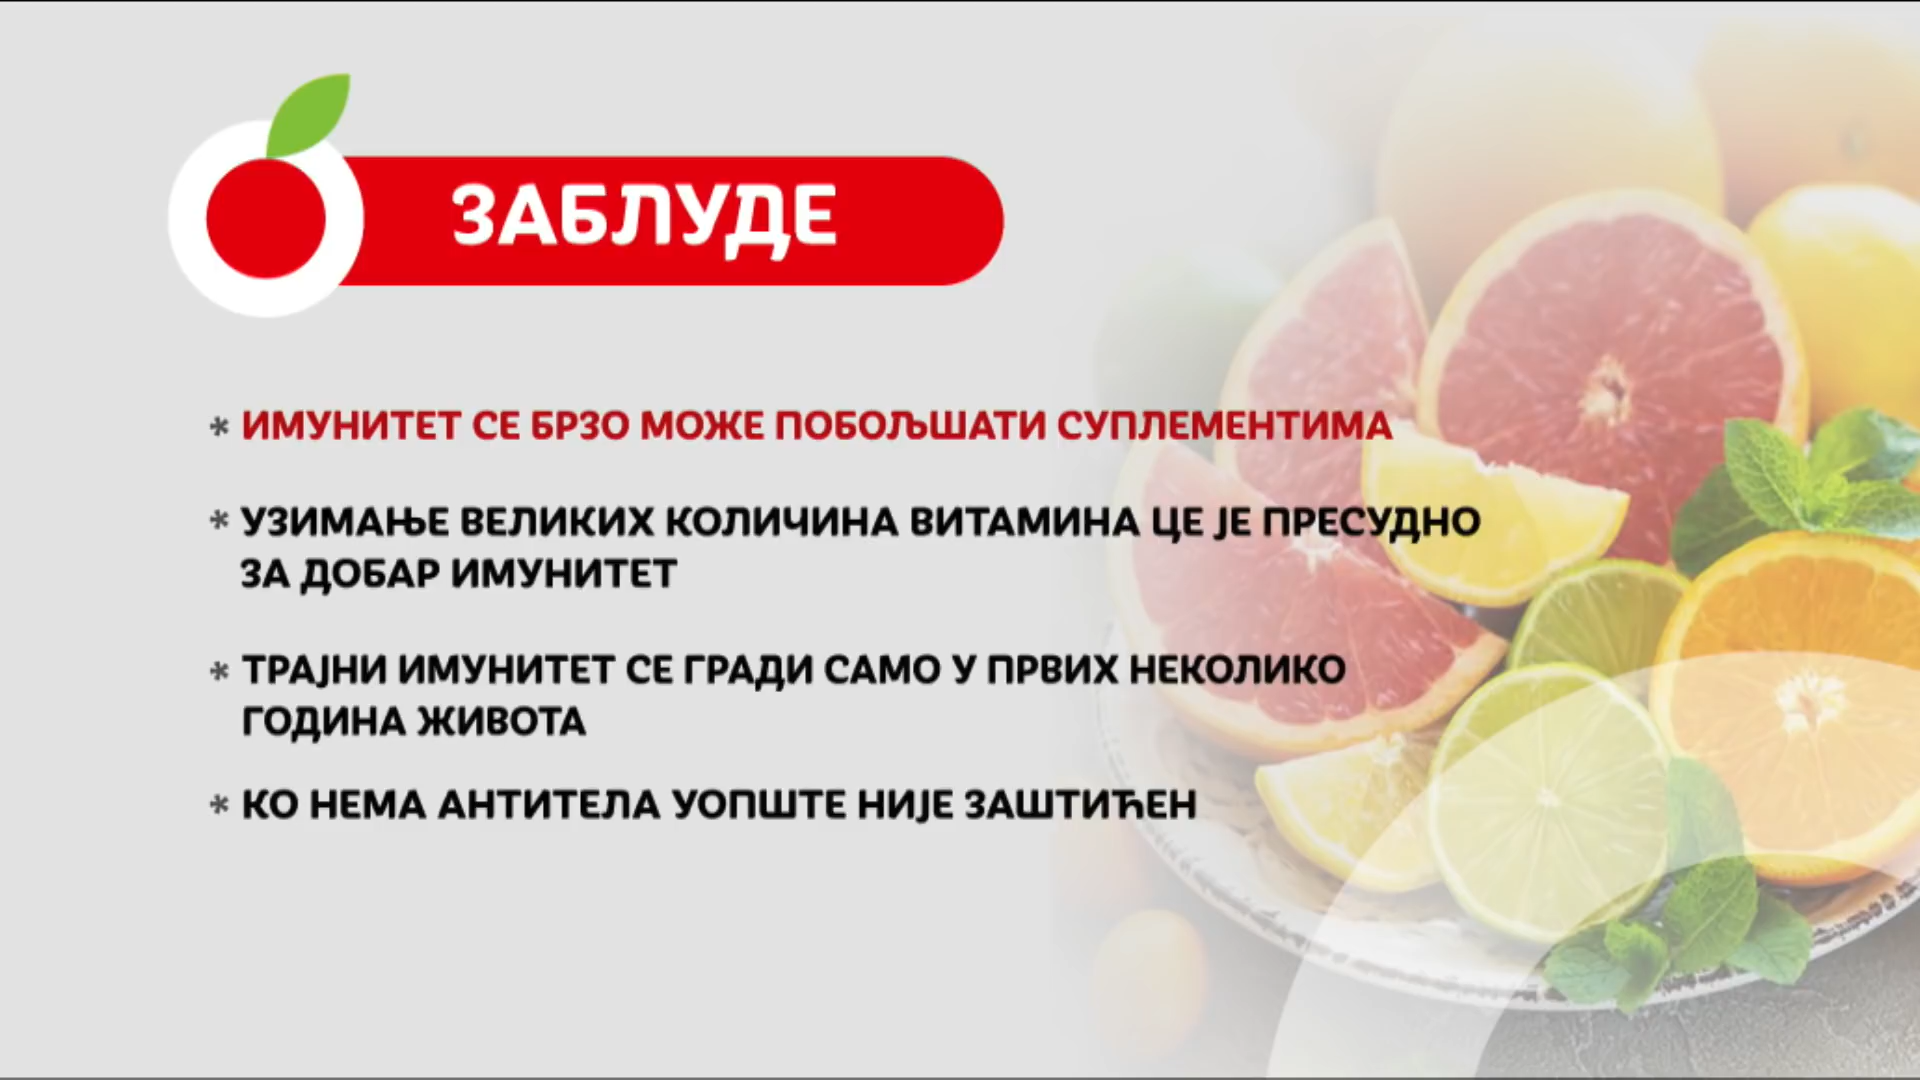 ЗАБЛУДЕ
* ИМУНИТЕТ СЕ БРЗО МОЖЕ ПОБОЉШАТИ СУПЛЕМЕНТИМА
* УЗИМАЊЕ ВЕЛИКИХ КОЛИЧИНА ВИТАМИНА ЦЕ ЈЕ ПРЕСУДНО
ЗА ДОБАР ИМУНИТЕТ
* ТРАЈНИ ИМУНИТЕТ СЕ ГРАДИ САМО У ПРВИХ НЕКОЛИКО
ГОДИНА ЖИВОТА
* КО НЕМА АНТИТЕЛА УОПШТЕ НИЈЕ ЗАШТИЋЕН